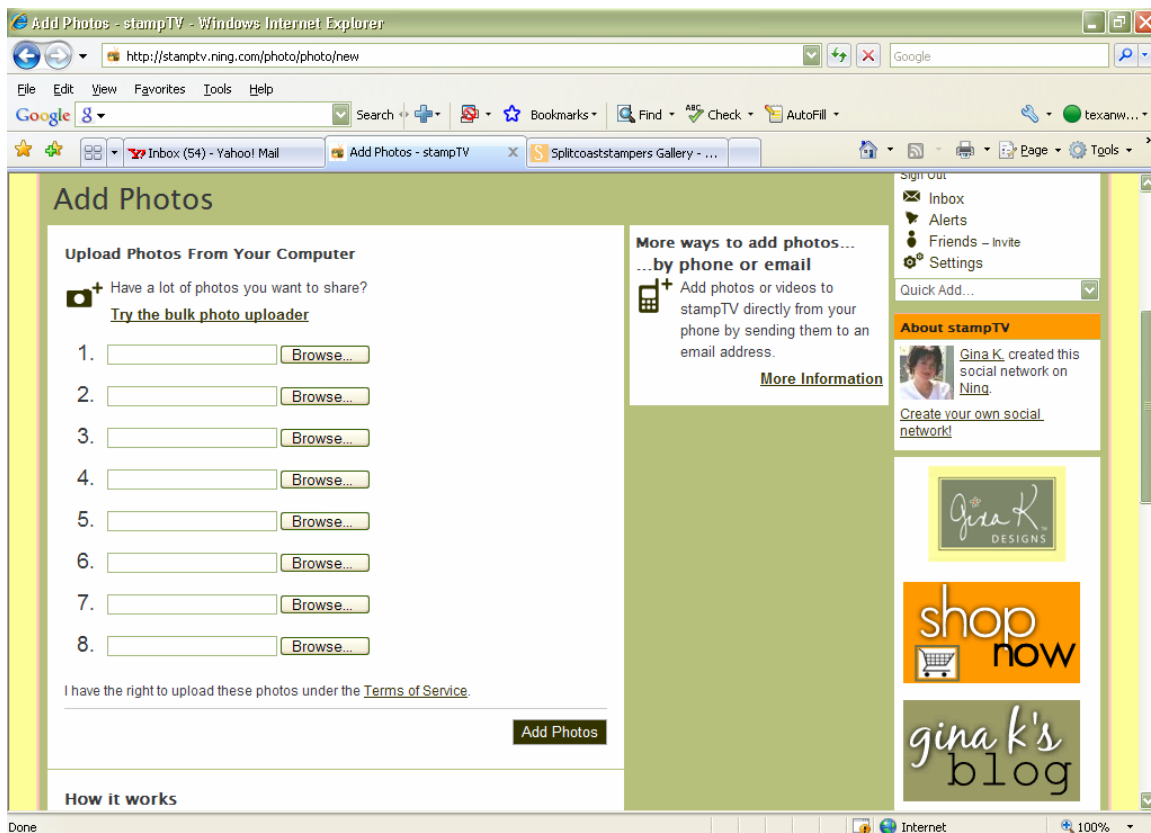 Add Photos - stampTV - Windows Internet Explorer
http://stamptv.ning.com/photo/photo/new
Google
File Edit View Favorites Tools Help
Google
Search
Bookmarks
Find
Check
AutoFill
texanw...
Inbox (54) - Yahoo! Mail
Add Photos - stampTV
Splitcoaststampers Gallery - ...
Page
Tools
Add Photos
Upload Photos From Your Computer
Have a lot of photos you want to share?
Try the bulk photo uploader
1. Browse...
2. Browse...
3. Browse...
4. Browse...
5. Browse...
6. Browse...
7. Browse...
8. Browse...
I have the right to upload these photos under the Terms of Service.
Add Photos
How it works
More ways to add photos...
...by phone or email
Add photos or videos to
stampTV directly from your
phone by sending them to an
email address.
More Information
Sign Out
Inbox
Alerts
Friends – Invite
Settings
Quick Add...
About stampTV
Gina K. created this
social network on
Ning.
Create your own social
network!
Gina K
DESIGNS
shop
now
gina k's
blog
Done
Internet
100%